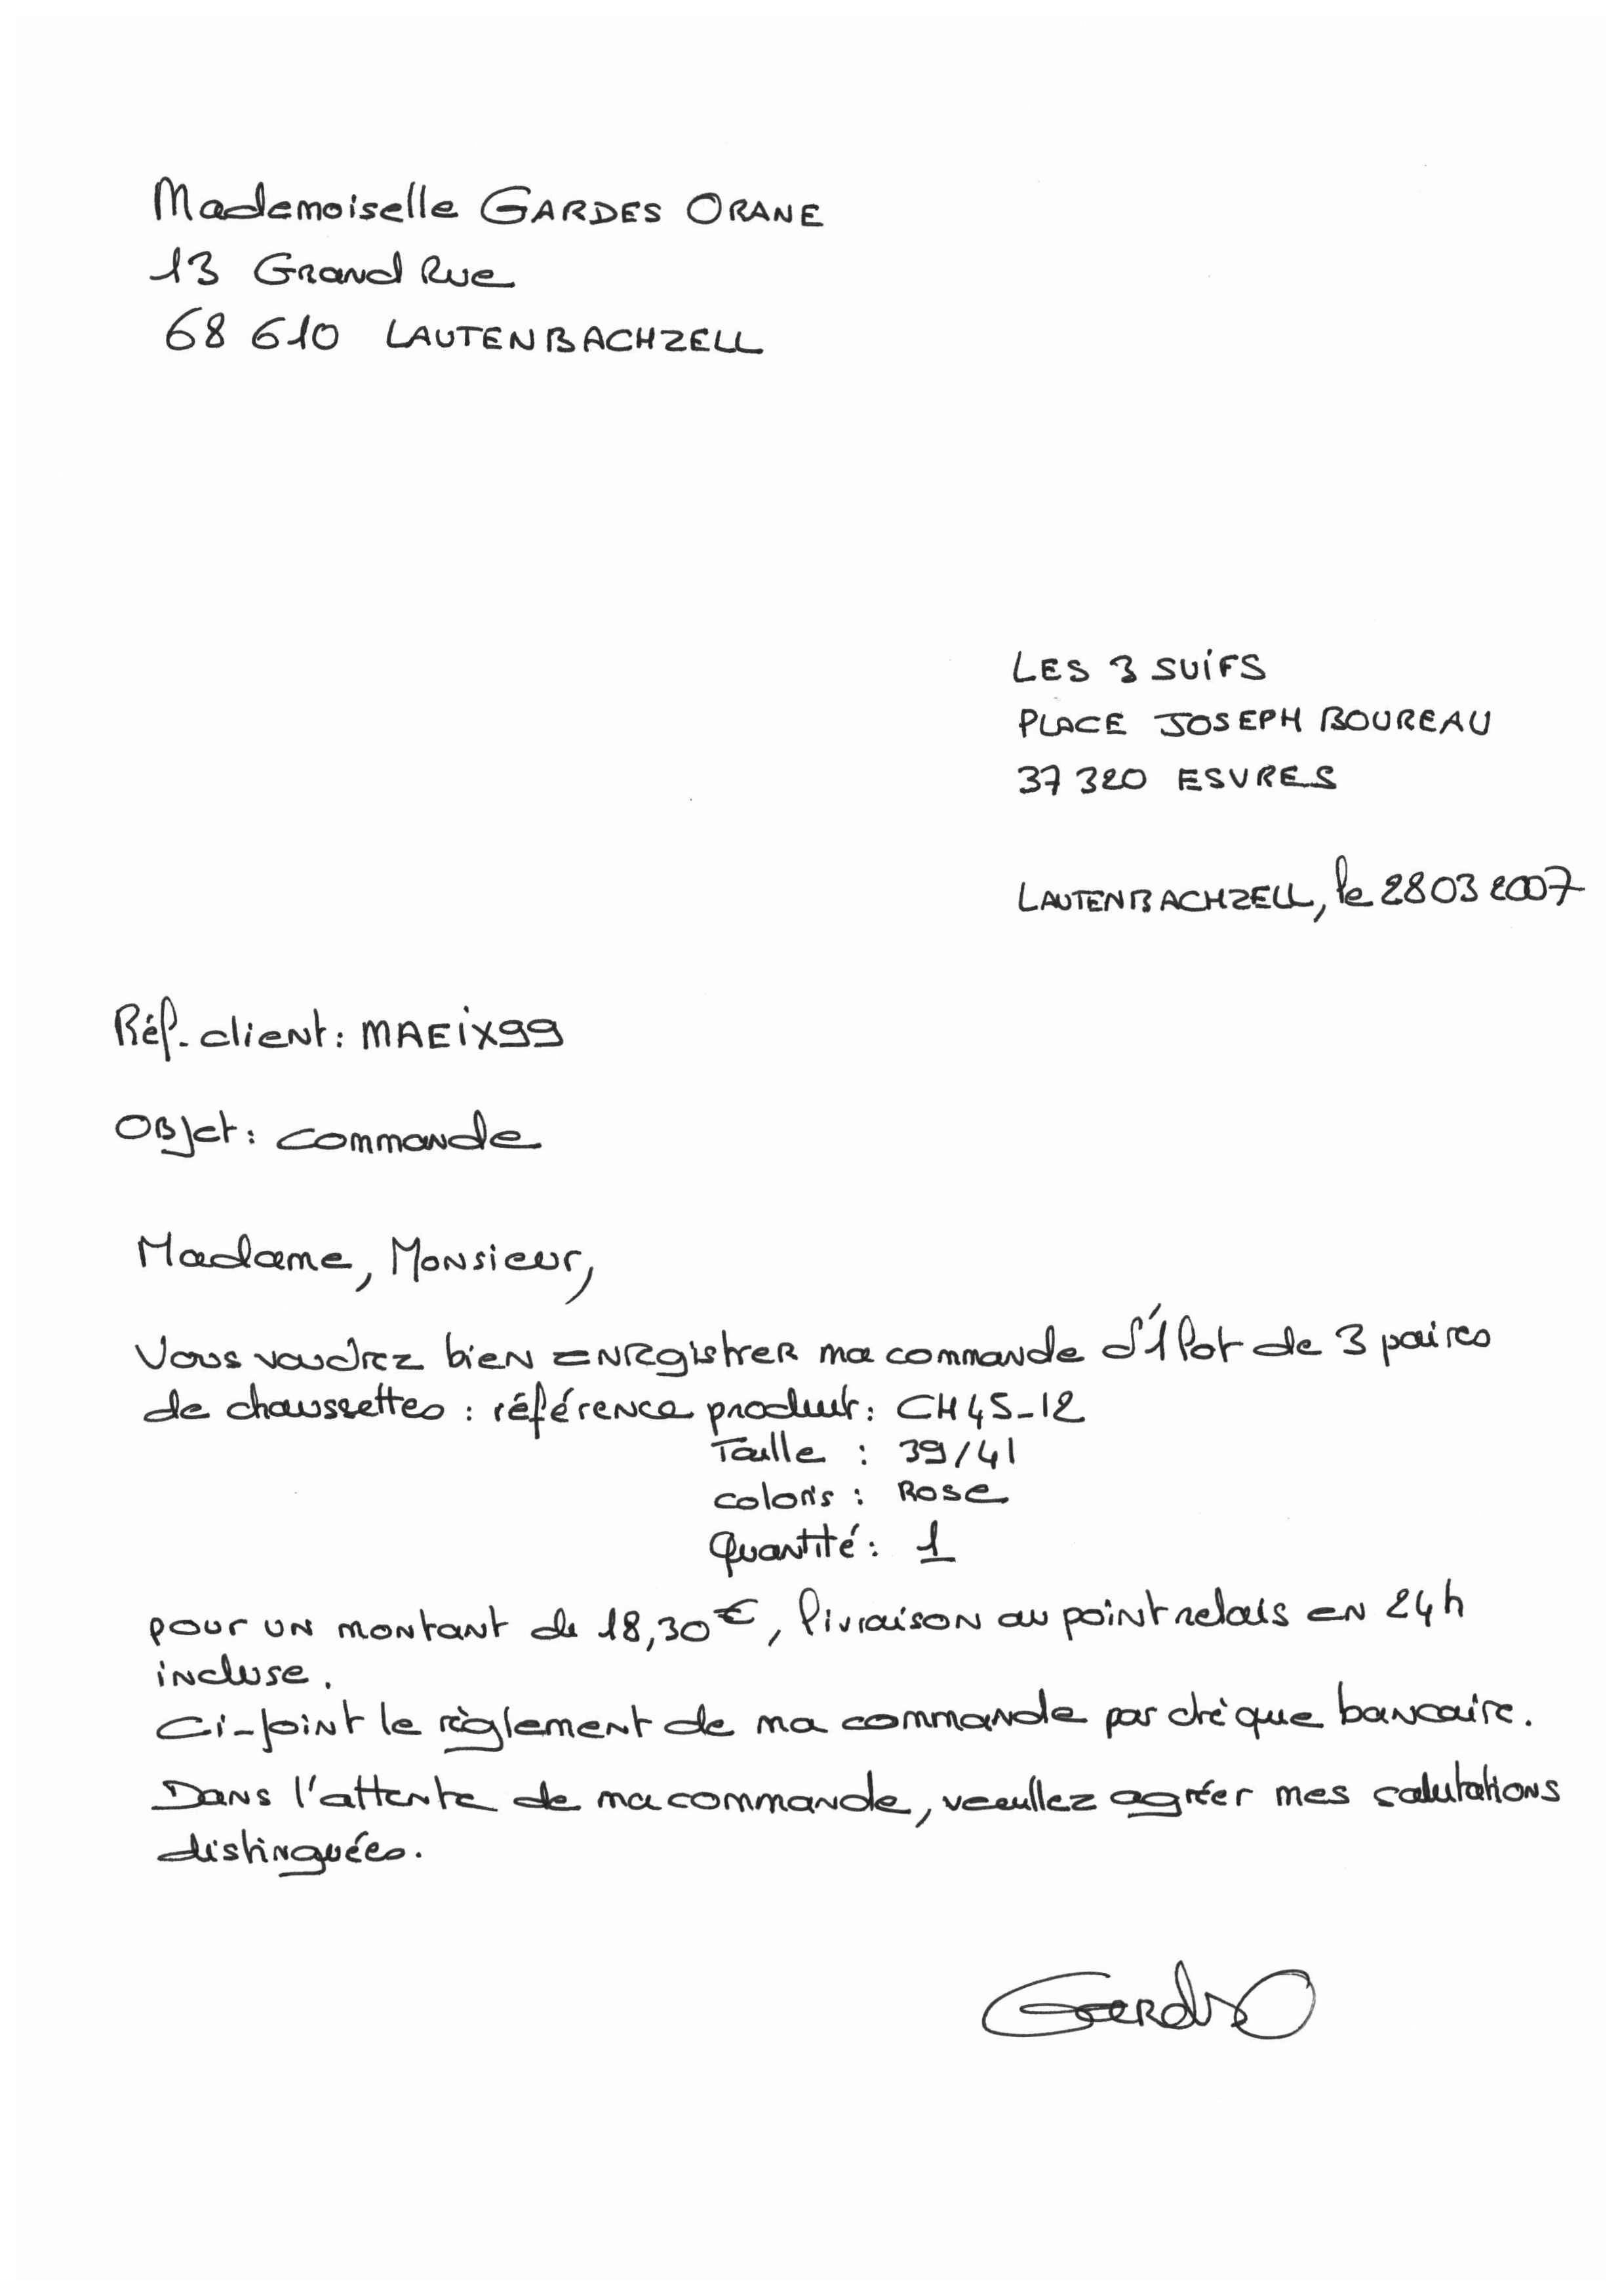 Mademoiselle GARDES ORANE
13 Grand Rue
68 610 LAUTENBACHZELL
LES 3 SUiFS
PLACE JOSEPH BOUREAU
37 320 ESVRES
LAUTENBACHZELL, le 28 03 2007
Réf. client : MAEiX99
OBjet : commande
Madame, Monsieur,
Vous voudrez bien enregistrer ma commande d'1 lot de 3 paires
de chaussettes : référence produit : CH45-12
Taille : 39/41
coloris : Rose
Quantité : 1
pour un montant de 18,30 €, livraison au point relais en 24h
incluse.
Ci-joint le règlement de ma commande par chèque bancaire.
Dans l'attente de ma commande, veuillez agréer mes salutations
distinguées.